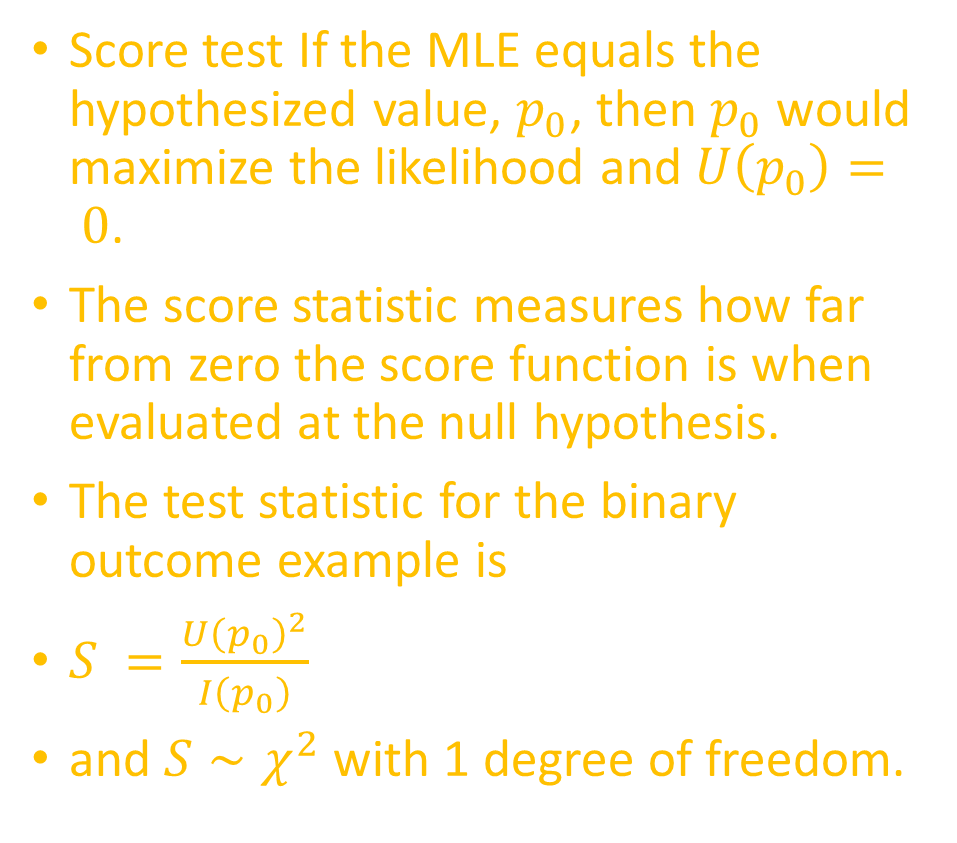 • Score test If the MLE equals the
hypothesized value, p₀, then p₀ would
maximize the likelihood and U(p₀) =
0.
• The score statistic measures how far
from zero the score function is when
evaluated at the null hypothesis.
• The test statistic for the binary
outcome example is
• S = U(p₀)² / I(p₀)
• and S ~ χ² with 1 degree of freedom.